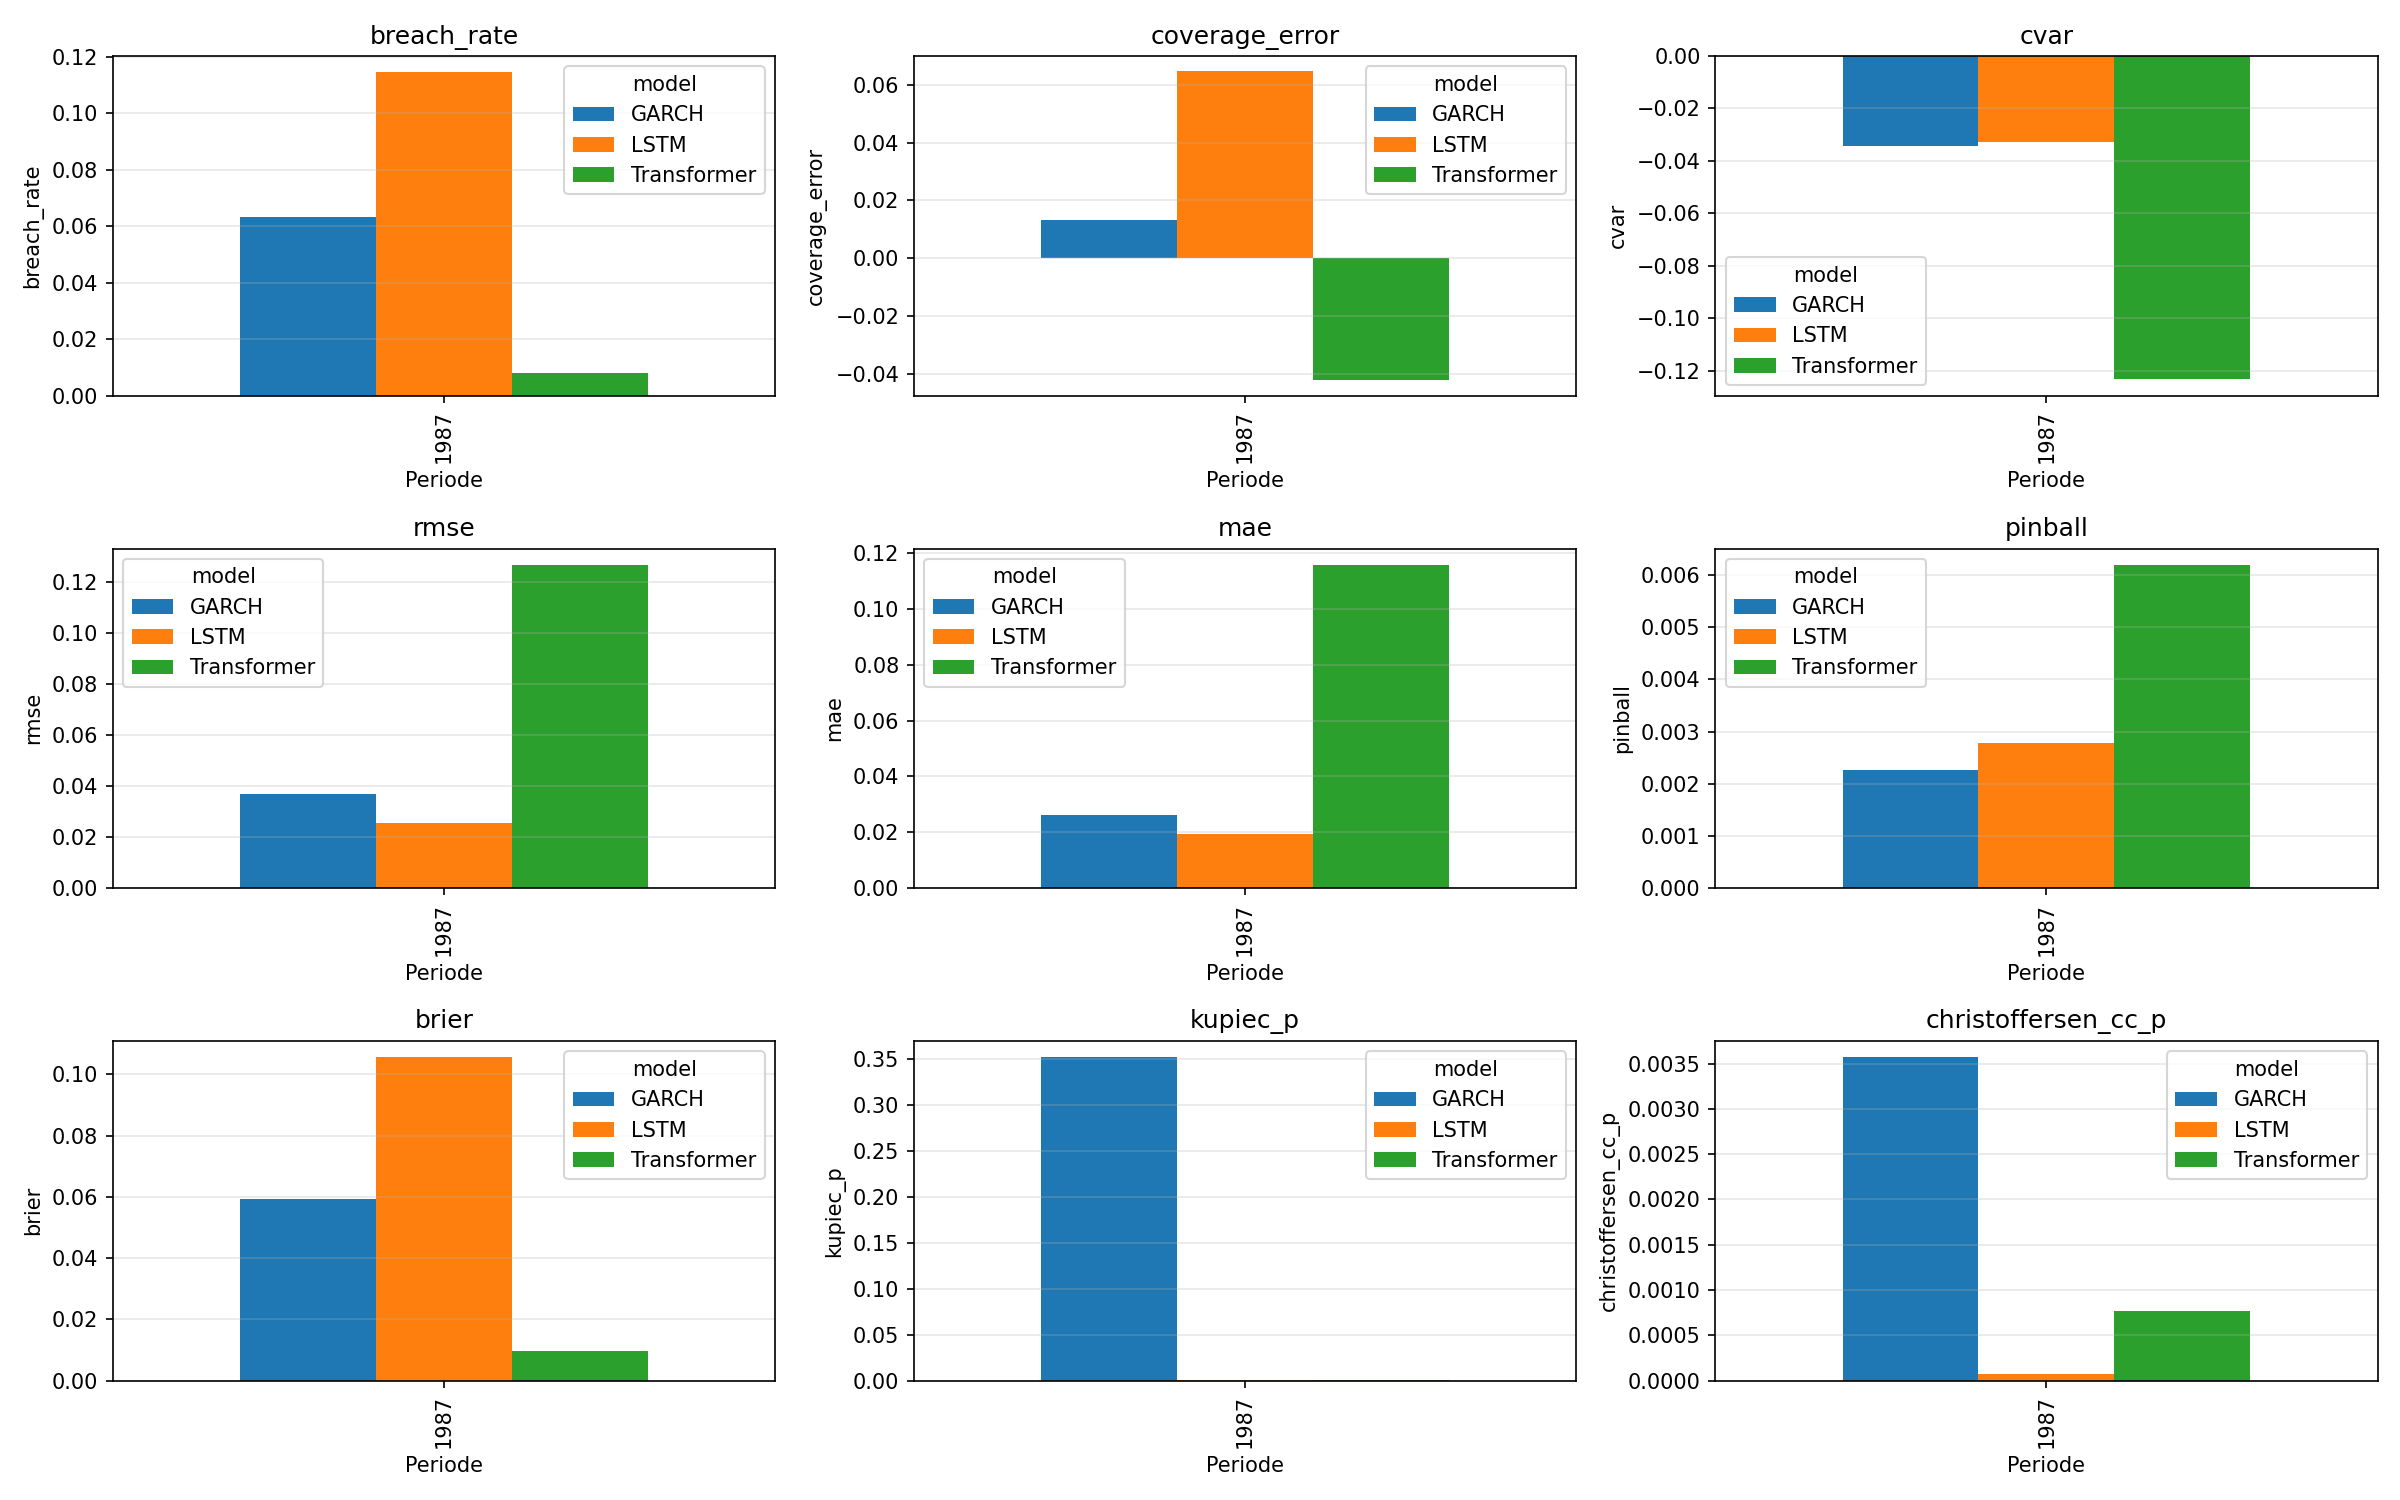 breach_rate
breach_rate
0.12
0.10
0.08
0.06
0.04
0.02
0.00
model
GARCH
LSTM
Transformer
1987
Periode
coverage_error
coverage_error
0.06
0.04
0.02
0.00
−0.02
−0.04
model
GARCH
LSTM
Transformer
1987
Periode
cvar
cvar
0.00
−0.02
−0.04
−0.06
−0.08
−0.10
−0.12
model
GARCH
LSTM
Transformer
1987
Periode
rmse
rmse
0.12
0.10
0.08
0.06
0.04
0.02
0.00
model
GARCH
LSTM
Transformer
1987
Periode
mae
mae
0.12
0.10
0.08
0.06
0.04
0.02
0.00
model
GARCH
LSTM
Transformer
1987
Periode
pinball
pinball
0.006
0.005
0.004
0.003
0.002
0.001
0.000
model
GARCH
LSTM
Transformer
1987
Periode
brier
brier
0.10
0.08
0.06
0.04
0.02
0.00
model
GARCH
LSTM
Transformer
1987
Periode
kupiec_p
kupiec_p
0.35
0.30
0.25
0.20
0.15
0.10
0.05
0.00
model
GARCH
LSTM
Transformer
1987
Periode
christoffersen_cc_p
christoffersen_cc_p
0.0035
0.0030
0.0025
0.0020
0.0015
0.0010
0.0005
0.0000
model
GARCH
LSTM
Transformer
1987
Periode